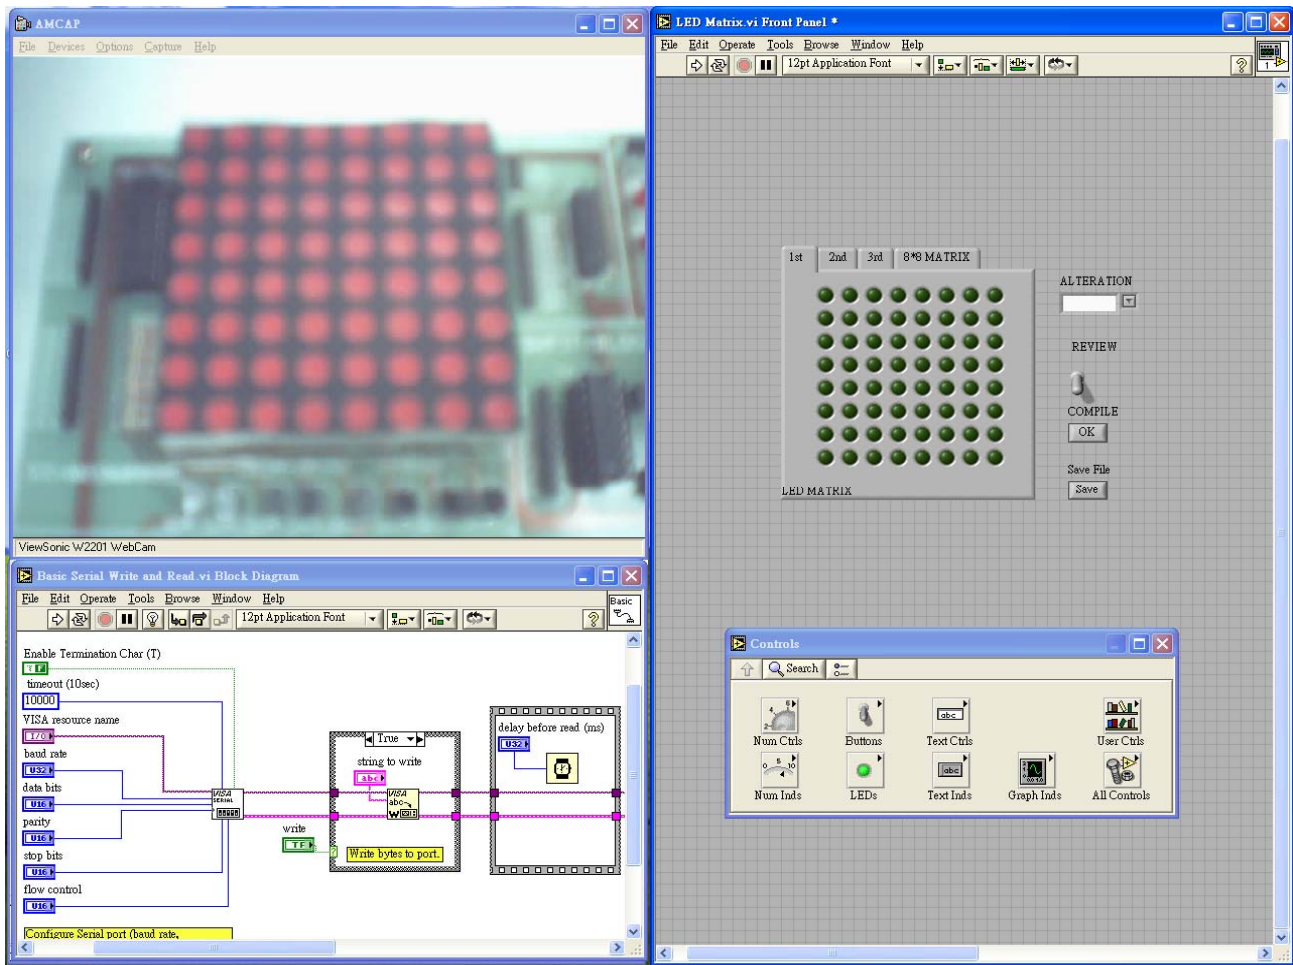 AMCAP
File Devices Options Capture Help
ViewSonic W2201 WebCam
Basic Serial Write and Read.vi Block Diagram
File Edit Operate Tools Browse Window Help
12pt Application Font
?
Basic
Enable Termination Char (T)
TF
timeout (10sec)
10000
VISA resource name
I/O
baud rate
U32
data bits
U16
parity
U16
stop bits
U16
flow control
U16
Configure Serial port (baud rate,
VISA
SERIAL
True
string to write
abc
VISA
abc
W
write
TF
?
Write bytes to port.
delay before read (ms)
U32
LED Matrix.vi Front Panel *
File Edit Operate Tools Browse Window Help
12pt Application Font
?
1
1st 2nd 3rd 8*8 MATRIX
LED MATRIX
ALTERATION
REVIEW
COMPILE
OK
Save File
Save
Controls
Search
Num Ctrls Buttons Text Ctrls User Ctrls
Num Inds LEDs Text Inds Graph Inds All Controls